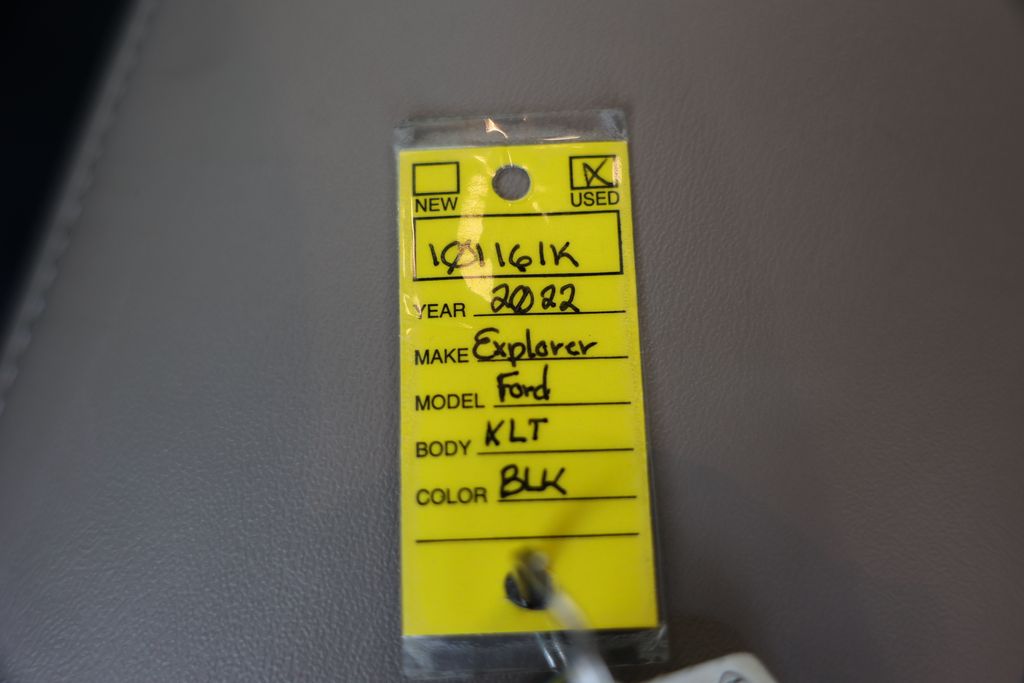 NEW USED
101161K
YEAR 2022
MAKE Explorer
MODEL Ford
BODY XLT
COLOR BLK